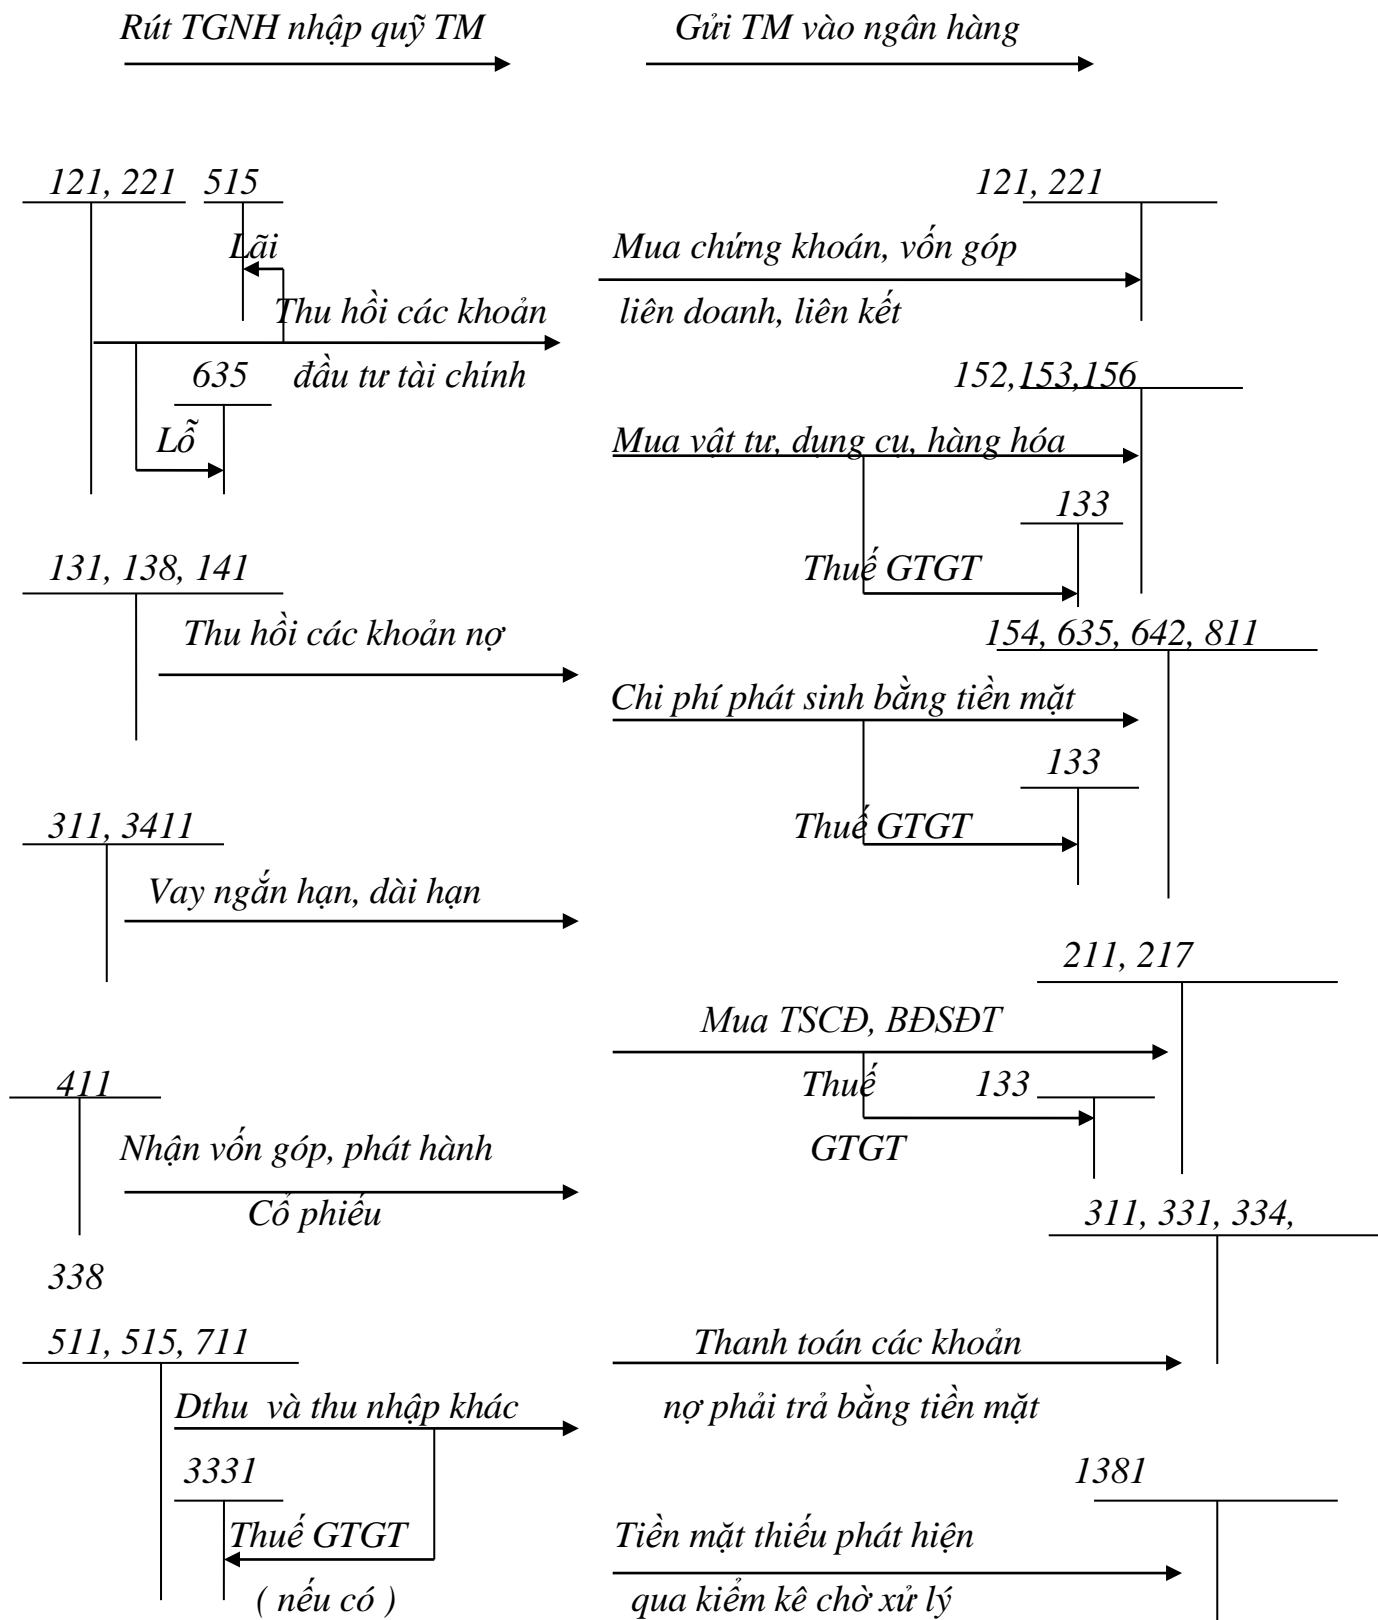 Rút TGNH nhập quỹ TM
Gửi TM vào ngân hàng
121, 221
515
121, 221
Lãi
Mua chứng khoán, vốn góp
Thu hồi các khoản
liên doanh, liên kết
635
đầu tư tài chính
152,153,156
Lỗ
Mua vật tư, dụng cụ, hàng hóa
133
131, 138, 141
Thuế GTGT
Thu hồi các khoản nợ
154, 635, 642, 811
Chi phí phát sinh bằng tiền mặt
133
311, 3411
Thuế GTGT
Vay ngắn hạn, dài hạn
211, 217
Mua TSCĐ, BĐSĐT
411
Thuế
133
Nhận vốn góp, phát hành
GTGT
Cổ phiếu
311, 331, 334,
338
511, 515, 711
Thanh toán các khoản
Dthu và thu nhập khác
nợ phải trả bằng tiền mặt
3331
1381
Thuế GTGT
Tiền mặt thiếu phát hiện
( nếu có )
qua kiểm kê chờ xử lý